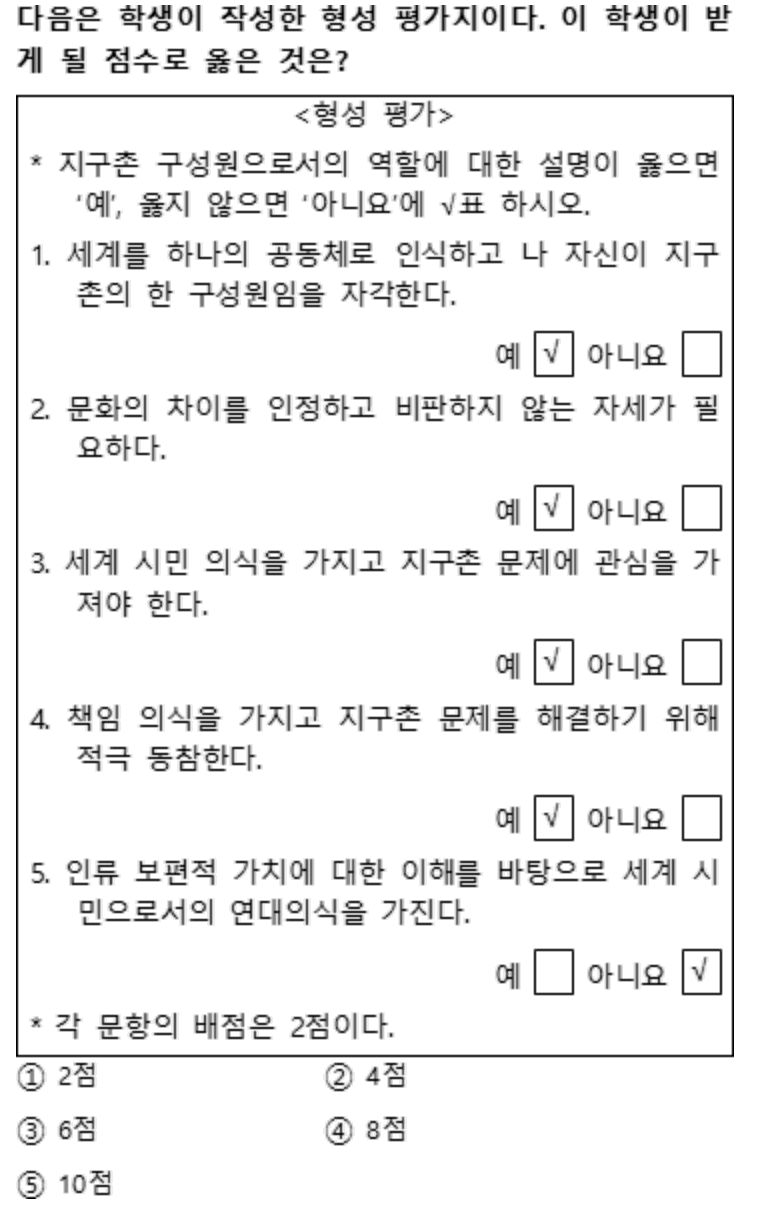 다음은 학생이 작성한 형성 평가지이다. 이 학생이 받
게 될 점수로 옳은 것은?
<형성 평가>
* 지구촌 구성원으로서의 역할에 대한 설명이 옳으면
‘예’, 옳지 않으면 ‘아니요’에 √표 하시오.
1. 세계를 하나의 공동체로 인식하고 나 자신이 지구
촌의 한 구성원임을 자각한다.
예 √ 아니요
2. 문화의 차이를 인정하고 비판하지 않는 자세가 필
요하다.
예 √ 아니요
3. 세계 시민 의식을 가지고 지구촌 문제에 관심을 가
져야 한다.
예 √ 아니요
4. 책임 의식을 가지고 지구촌 문제를 해결하기 위해
적극 동참한다.
예 √ 아니요
5. 인류 보편적 가치에 대한 이해를 바탕으로 세계 시
민으로서의 연대의식을 가진다.
예 아니요 √
* 각 문항의 배점은 2점이다.
① 2점 ② 4점
③ 6점 ④ 8점
⑤ 10점